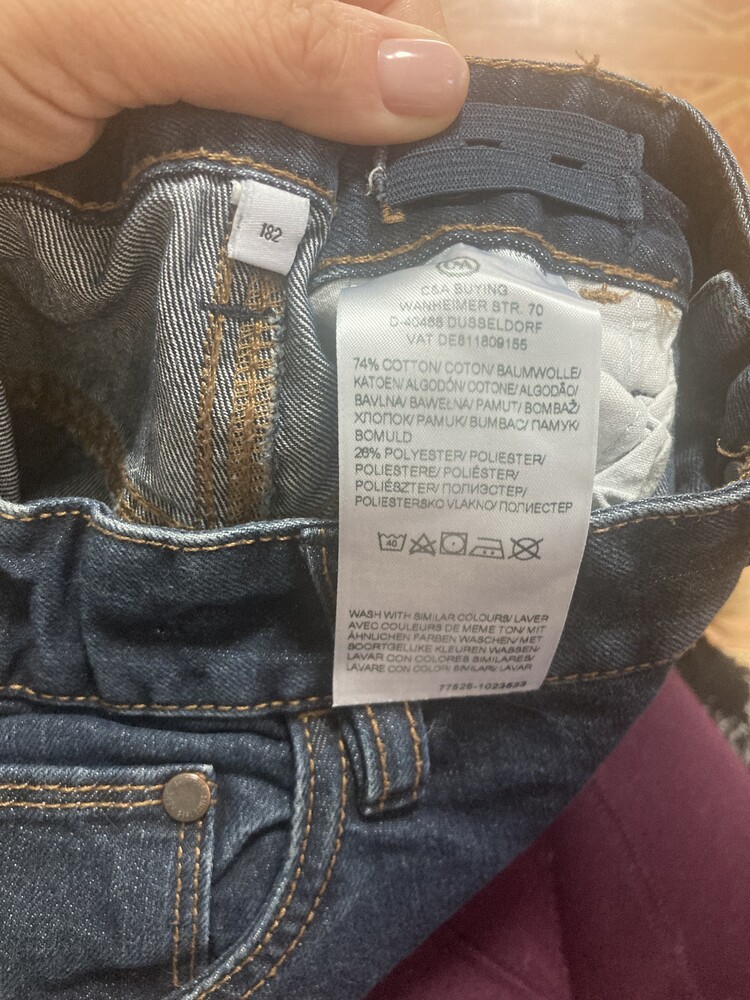 182
C&A
C&A BUYING
WANHEIMER STR. 70
D-40468 DUSSELDORF
VAT DE811809155
74% COTTON/ COTON/ BAUMWOLLE/
KATOEN/ ALGODÓN/ COTONE/ ALGODÃO/
BAVLNA/ BAWEŁNA/ PAMUT/ BOMBAŽ/
ХЛОПОК/ PAMUK/ BUMBAC/ ПАМУК/
BOMULD
26% POLYESTER/ POLIESTER/
POLIESTERE/ POLIÉSTER/
POLIÉSZTER/ ПОЛИЭСТЕР/
POLIESTERSKO VLAKNO/ ПОЛИЕСТЕР
40
WASH WITH SIMILAR COLOURS/ LAVER
AVEC COULEURS DE MEME TON/ MIT
ÄHNLICHEN FARBEN WASCHEN/ MET
SOORTGELIJKE KLEUREN WASSEN/
LAVAR CON COLORES SIMILARES/
LAVARE CON COLORI SIMILARI/ LAVAR
77525-1023533